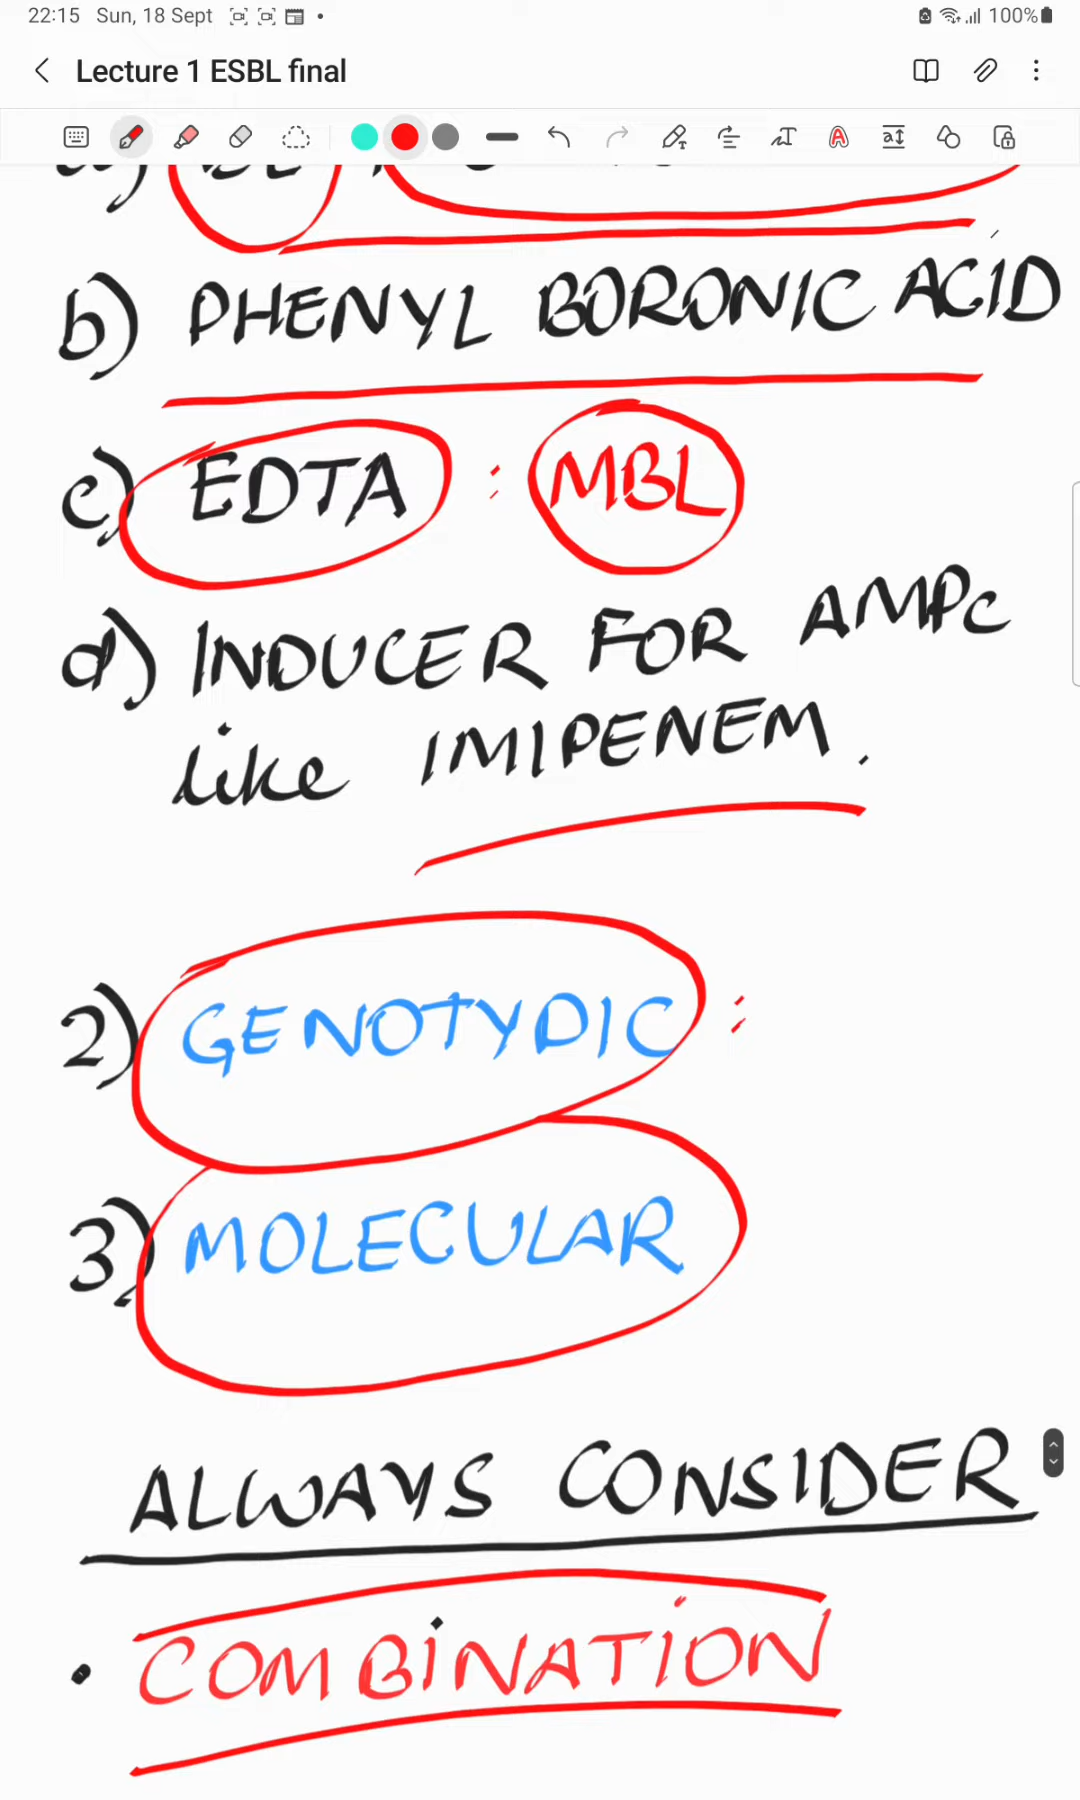 22:15 Sun, 18 Sept 100%
Lecture 1 ESBL final
a)
b) PHENYL BORONIC ACID
c) EDTA : MBL
d) INDUCER FOR AMPc
like IMIPENEM.
2) GENOTYDIC :
3) MOLECULAR
ALWAYS CONSIDER
• COMBINATION